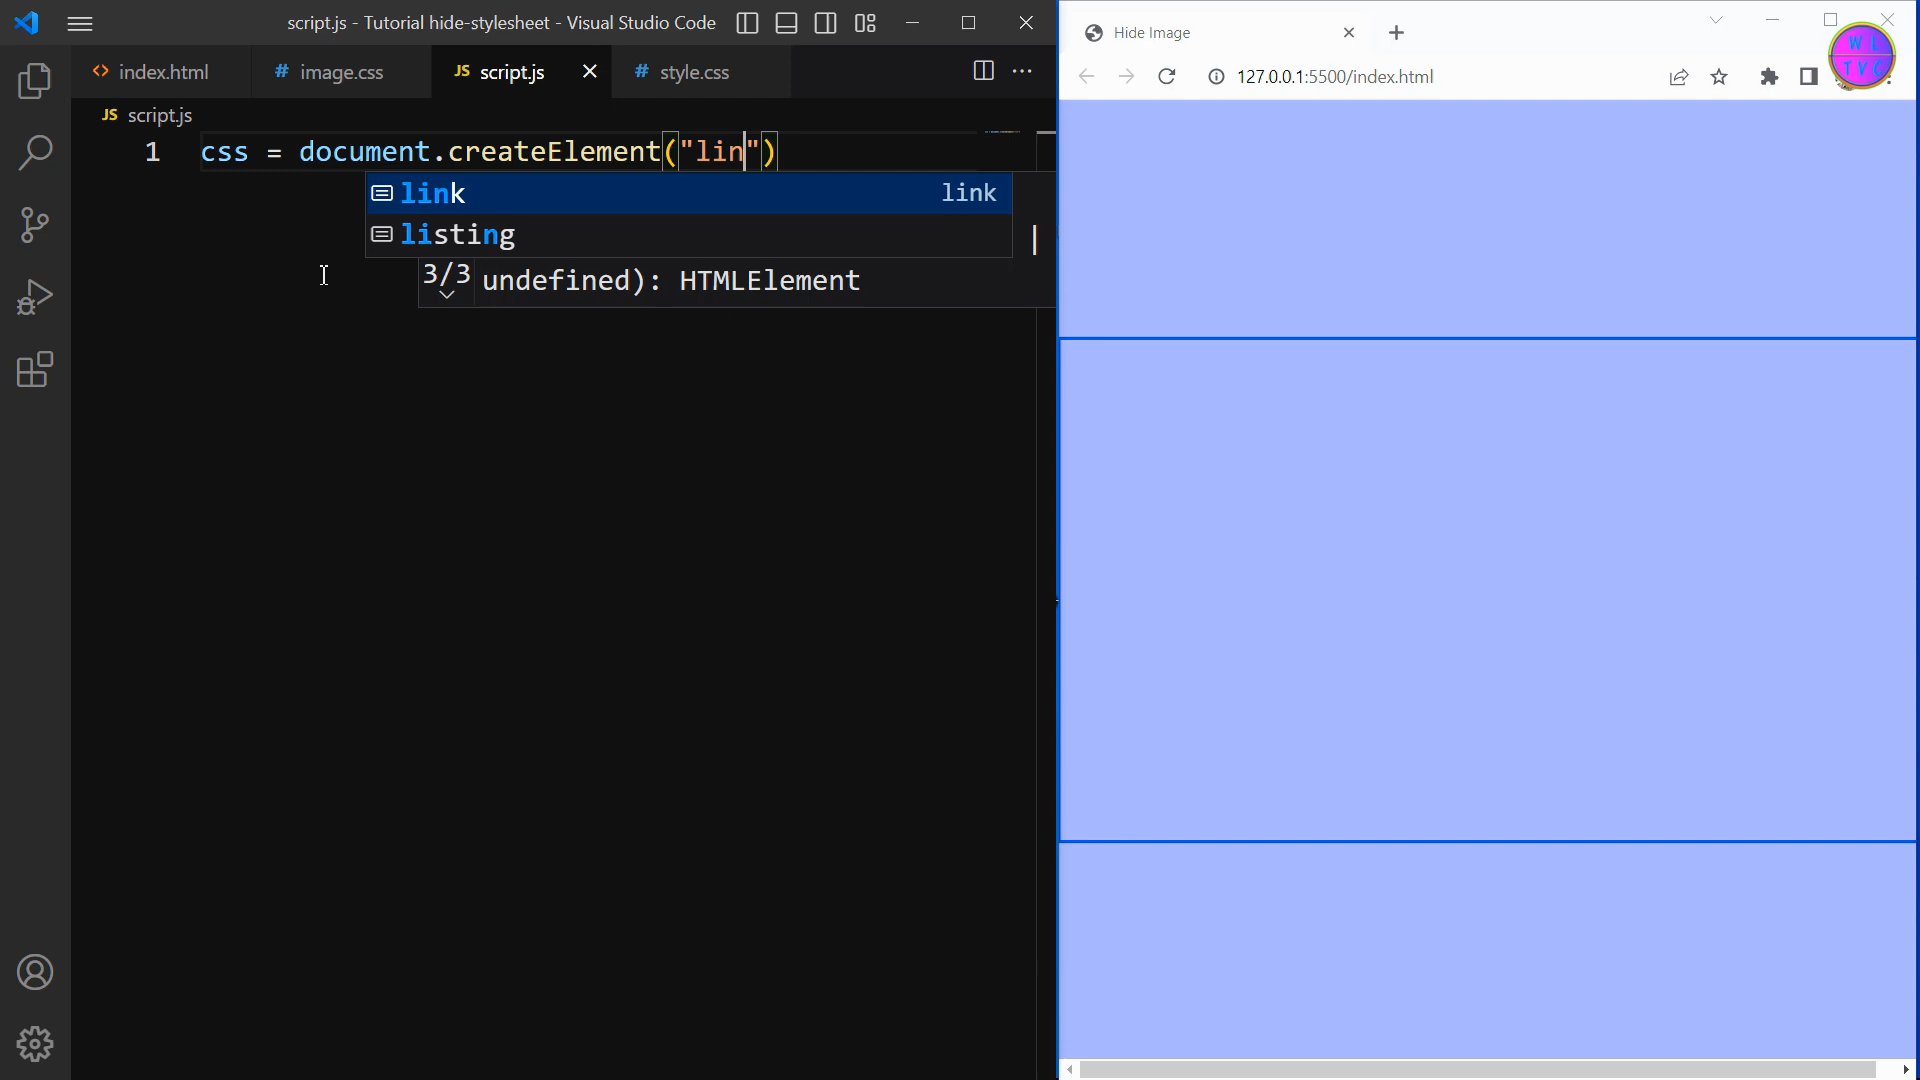 script.js - Tutorial hide-stylesheet - Visual Studio Code
<> index.html
# image.css
JS script.js
# style.css
JS script.js
1 css = document.createElement("lin")
link link
listing
|
3/3 undefined): HTMLElement
Hide Image
127.0.0.1:5500/index.html
W L
T V C